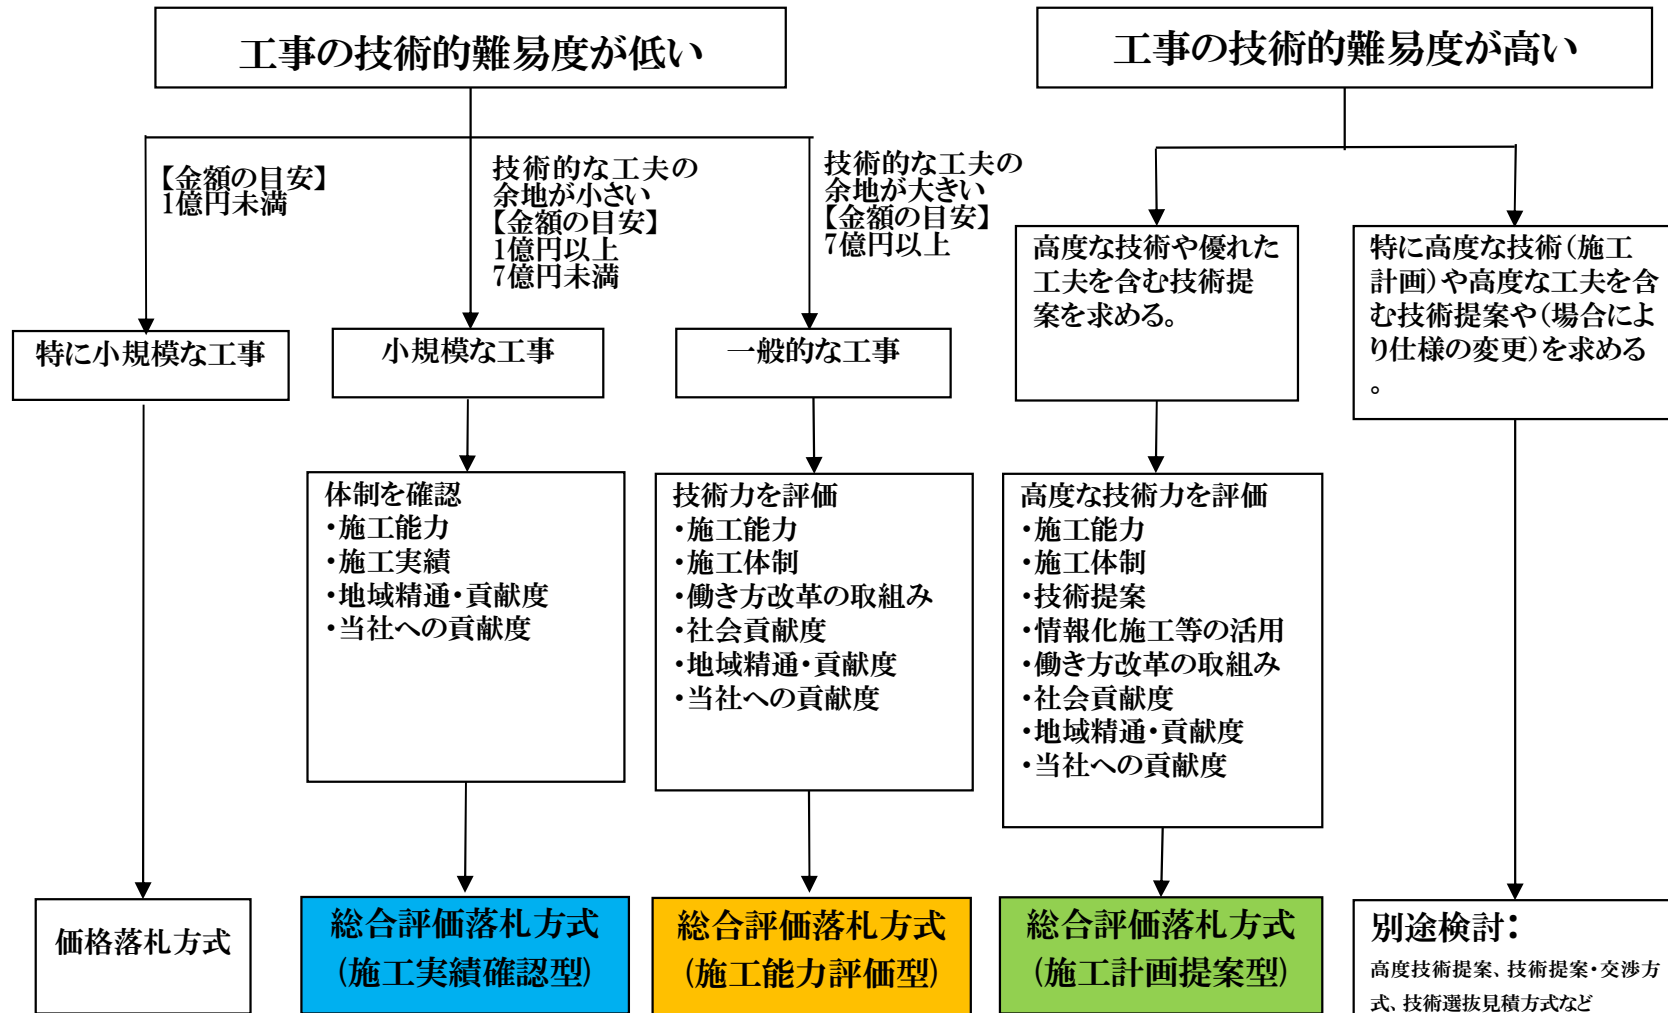 工事の技術的難易度が低い
工事の技術的難易度が高い
【金額の目安】
1億円未満
技術的な工夫の
余地が小さい
【金額の目安】
1億円以上
7億円未満
技術的な工夫の
余地が大きい
【金額の目安】
7億円以上
特に小規模な工事
小規模な工事
一般的な工事
高度な技術や優れた
工夫を含む技術提
案を求める。
特に高度な技術（施工
計画）や高度な工夫を含
む技術提案や（場合によ
り仕様の変更）を求める
。
体制を確認
・施工能力
・施工実績
・地域精通・貢献度
・当社への貢献度
技術力を評価
・施工能力
・施工体制
・働き方改革の取組み
・社会貢献度
・地域精通・貢献度
・当社への貢献度
高度な技術力を評価
・施工能力
・施工体制
・技術提案
・情報化施工等の活用
・働き方改革の取組み
・社会貢献度
・地域精通・貢献度
・当社への貢献度
価格落札方式
総合評価落札方式
（施工実績確認型）
総合評価落札方式
（施工能力評価型）
総合評価落札方式
（施工計画提案型）
別途検討：
高度技術提案、技術提案・交渉方
式、技術選抜見積方式など